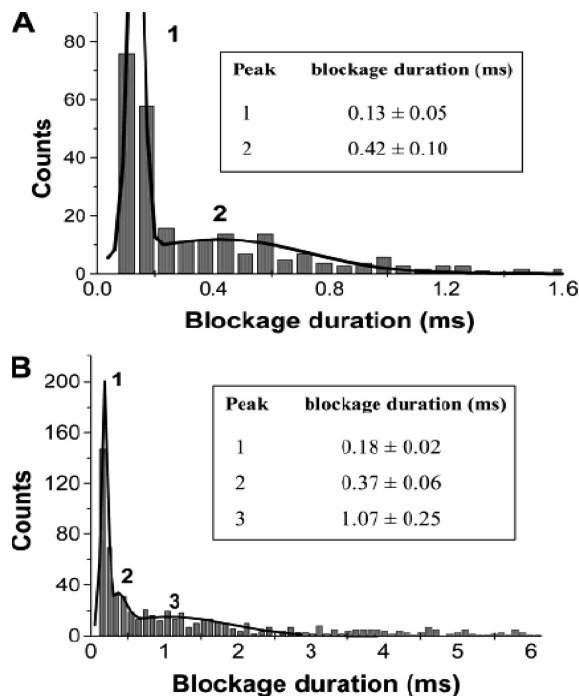 A
1
2
Peak blockage duration (ms)
1 0.13 ± 0.05
2 0.42 ± 0.10
80
60
40
20
0
Counts
0.0 0.4 0.8 1.2 1.6
Blockage duration (ms)
B
1
2
3
Peak blockage duration (ms)
1 0.18 ± 0.02
2 0.37 ± 0.06
3 1.07 ± 0.25
200
160
120
80
40
0
Counts
0 1 2 3 4 5 6
Blockage duration (ms)